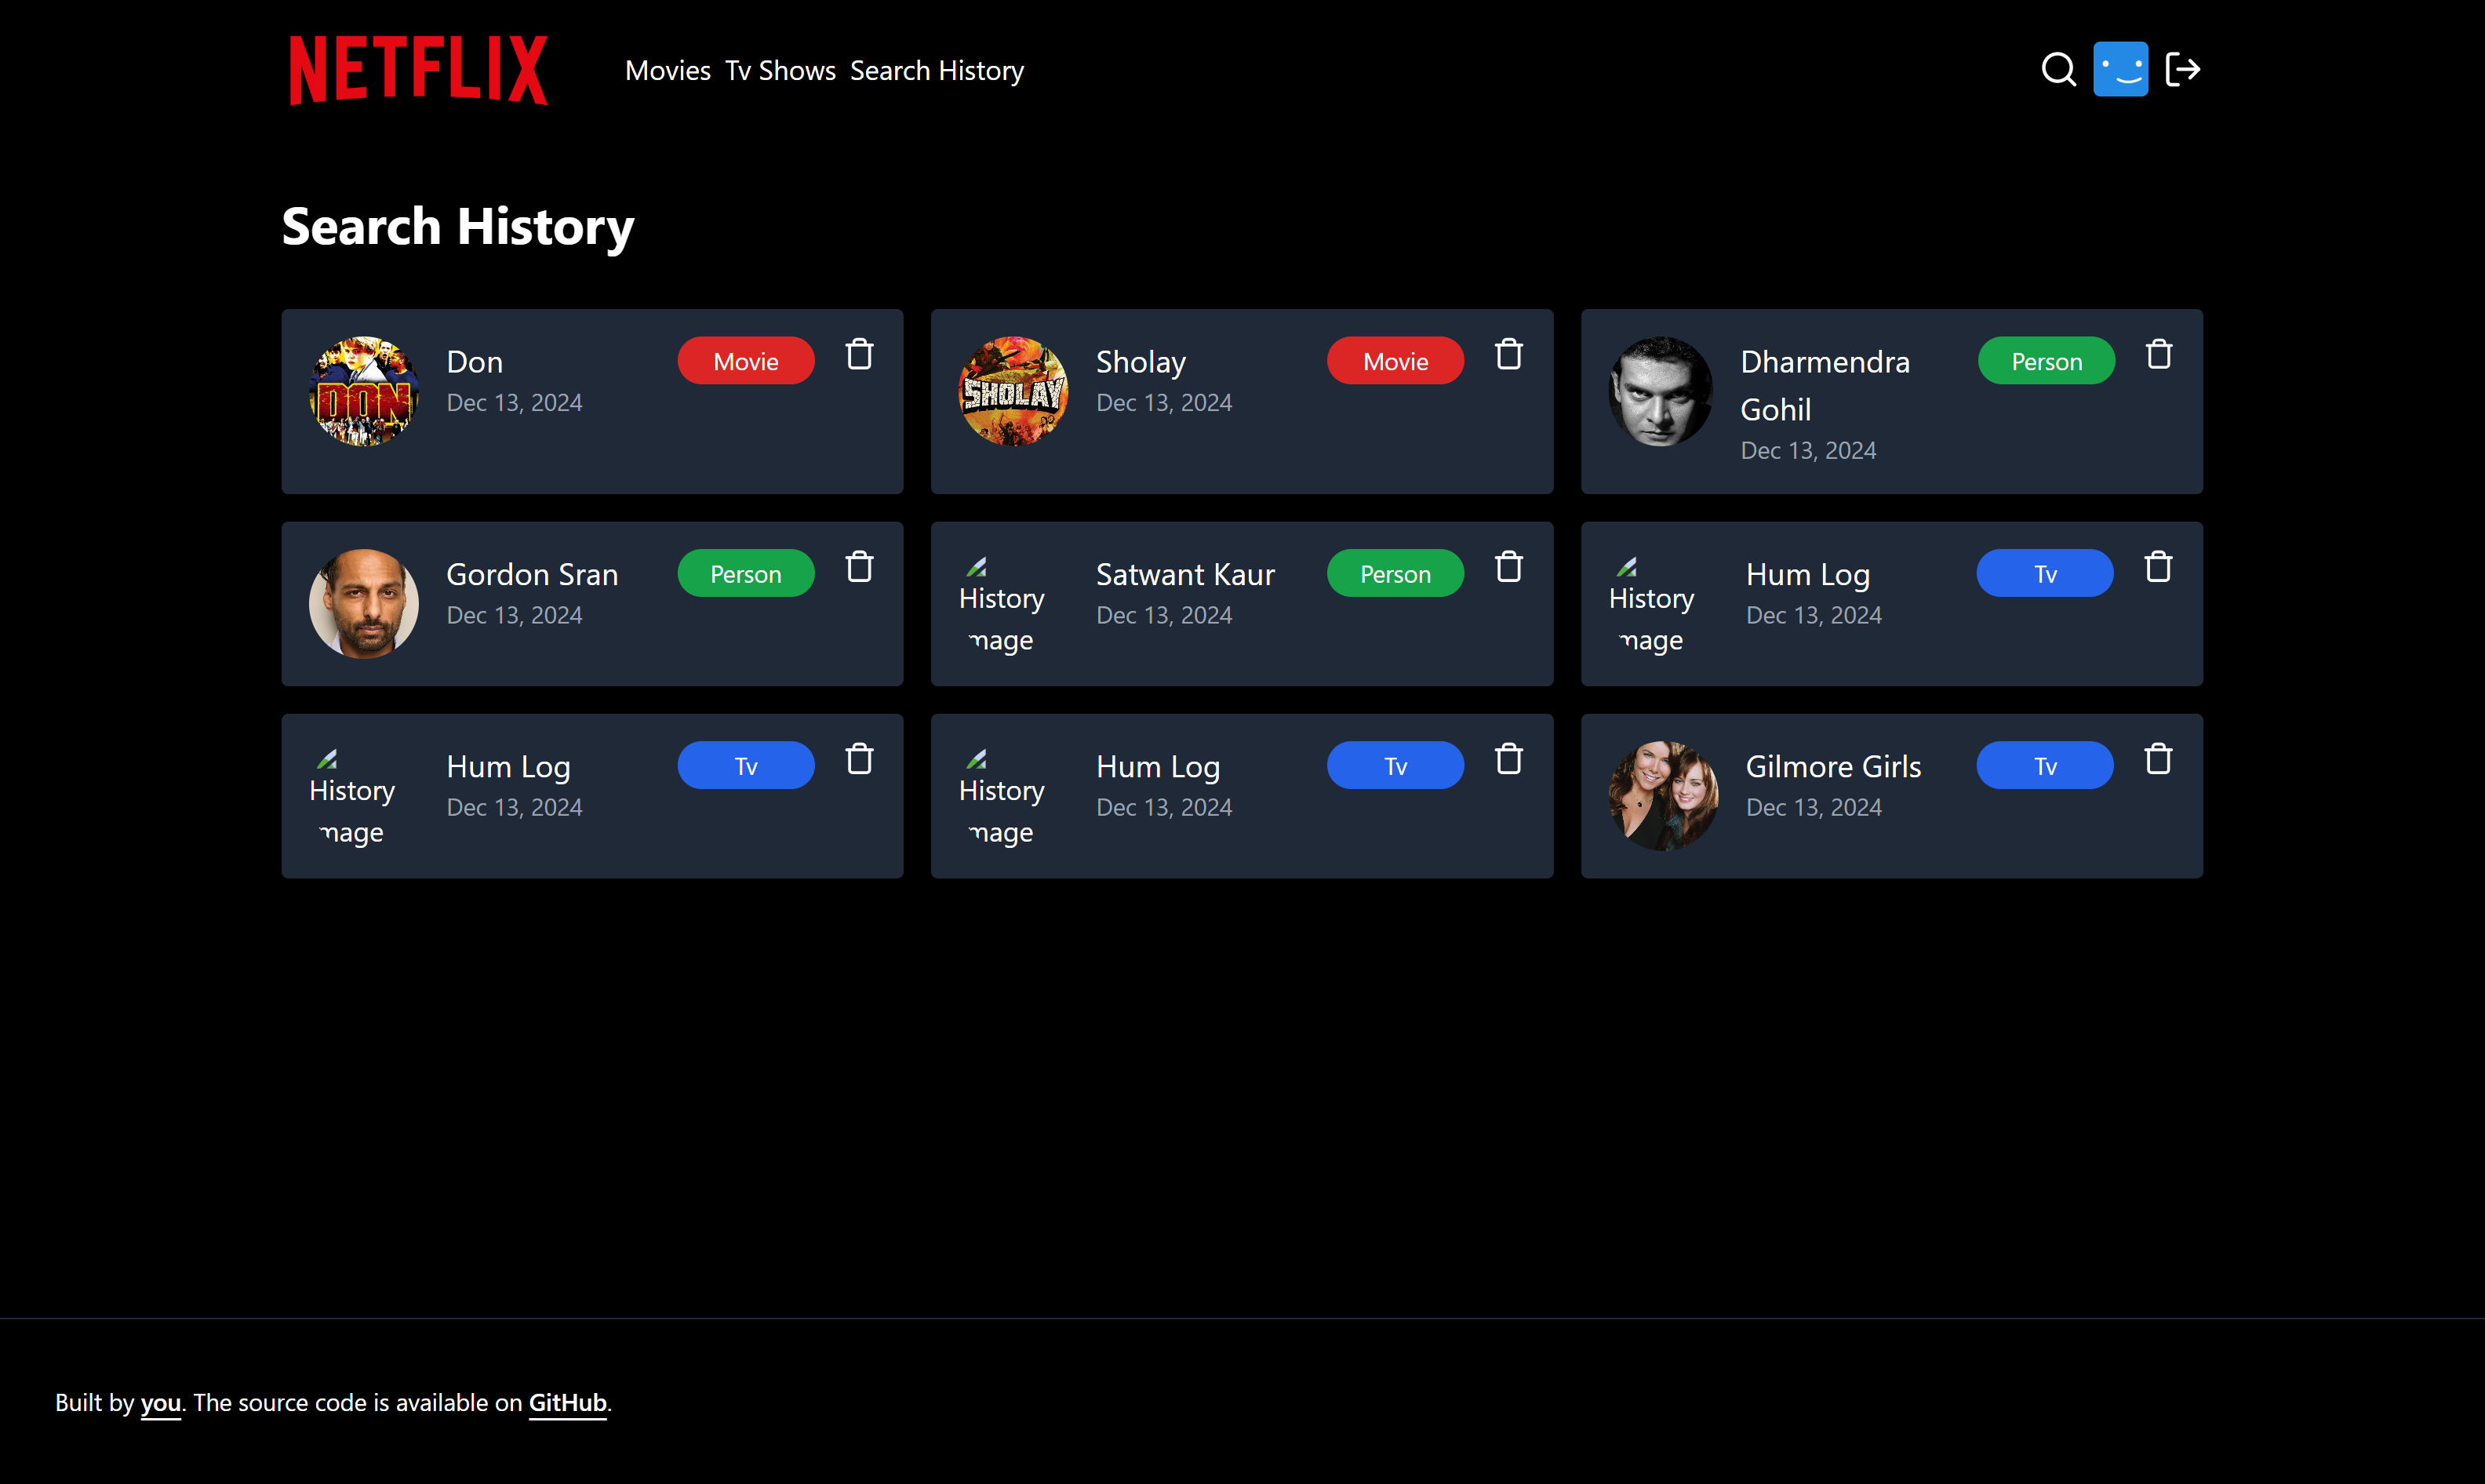 NETFLIX
Movies Tv Shows Search History
Search History
DON
Don
Movie
Dec 13, 2024
SHOLAY
Sholay
Movie
Dec 13, 2024
Dharmendra
Gohil
Person
Dec 13, 2024
Gordon Sran
Person
Dec 13, 2024
History
mage
Satwant Kaur
Person
Dec 13, 2024
History
mage
Hum Log
Tv
Dec 13, 2024
History
mage
Hum Log
Tv
Dec 13, 2024
History
mage
Hum Log
Tv
Dec 13, 2024
Gilmore Girls
Tv
Dec 13, 2024
Built by you. The source code is available on GitHub.